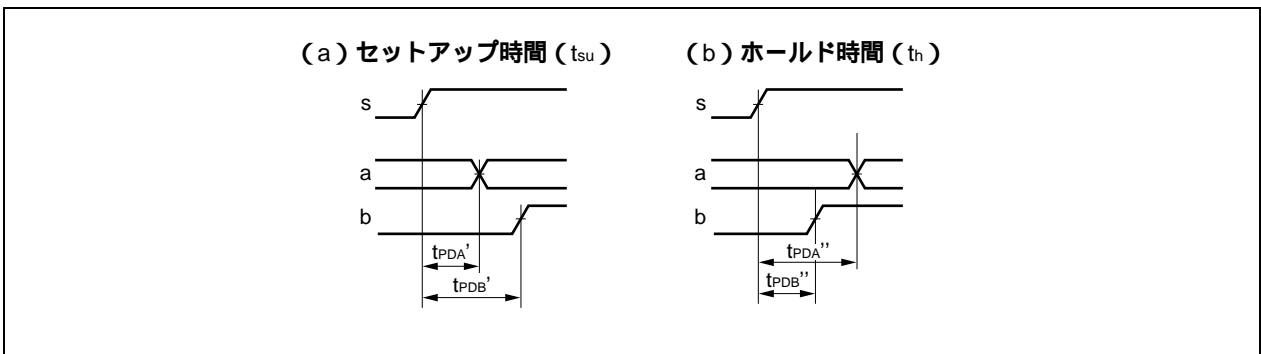 (a)セットアップ時間(tsu)
s
a
b
tPDA’
tPDB’
(b)ホールド時間(th)
s
a
b
tPDA’’
tPDB’’